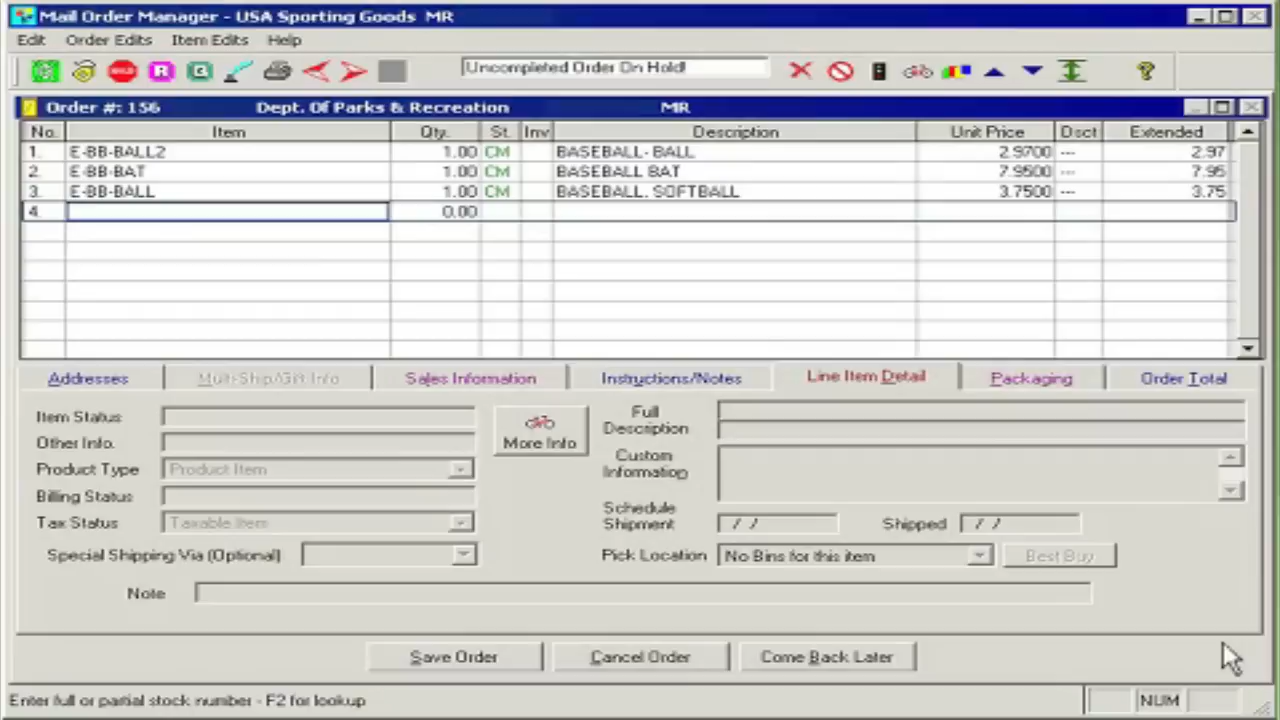 Mail Order Manager - USA Sporting Goods MR
Edit Order Edits Item Edits Help
Uncompleted Order On Hold!
Order #: 156 Dept. Of Parks & Recreation MR
No. Item Qty. St. Inv Description Unit Price Dsct Extended
1. E-BB-BALL2 1.00 CM BASEBALL- BALL 2.9700 --- 2.97
2. E-BB-BAT 1.00 CM BASEBALL BAT 7.9500 --- 7.95
3. E-BB-BALL 1.00 CM BASEBALL. SOFTBALL 3.7500 --- 3.75
4. 0.00
Addresses Multi-Ship/Gift Info Sales Information Instructions/Notes Line Item Detail Packaging Order Total
Item Status
Other Info.
Product Type Product Item
Billing Status
Tax Status Taxable Item
Special Shipping Via (Optional)
More Info
Full Description
Custom Information
Schedule Shipment / / Shipped / /
Pick Location No Bins for this item Best Buy
Note
Save Order Cancel Order Come Back Later
Enter full or partial stock number - F2 for lookup NUM